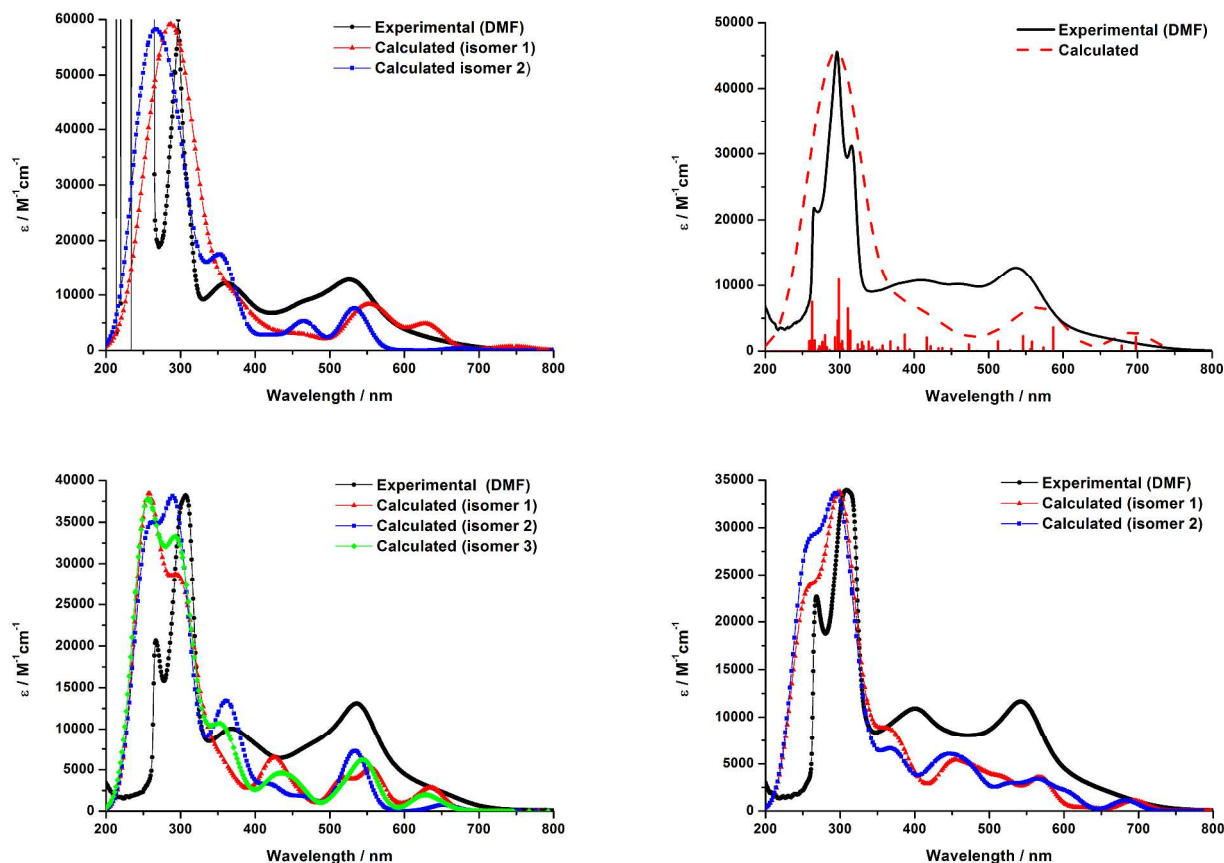 60000
50000
40000
30000
20000
10000
0
ε / M⁻¹cm⁻¹
Experimental (DMF)
Calculated (isomer 1)
Calculated isomer 2)
200 300 400 500 600 700 800
Wavelength / nm
50000
40000
30000
20000
10000
0
ε / M⁻¹cm⁻¹
Experimental (DMF)
Calculated
200 300 400 500 600 700 800
Wavelength / nm
40000
35000
30000
25000
20000
15000
10000
5000
0
ε / M⁻¹cm⁻¹
Experimental (DMF)
Calculated (isomer 1)
Calculated (isomer 2)
Calculated (isomer 3)
200 300 400 500 600 700 800
Wavelength / nm
35000
30000
25000
20000
15000
10000
5000
0
ε / M⁻¹cm⁻¹
Experimental (DMF)
Calculated (isomer 1)
Calculated (isomer 2)
200 300 400 500 600 700 800
Wavelength / nm